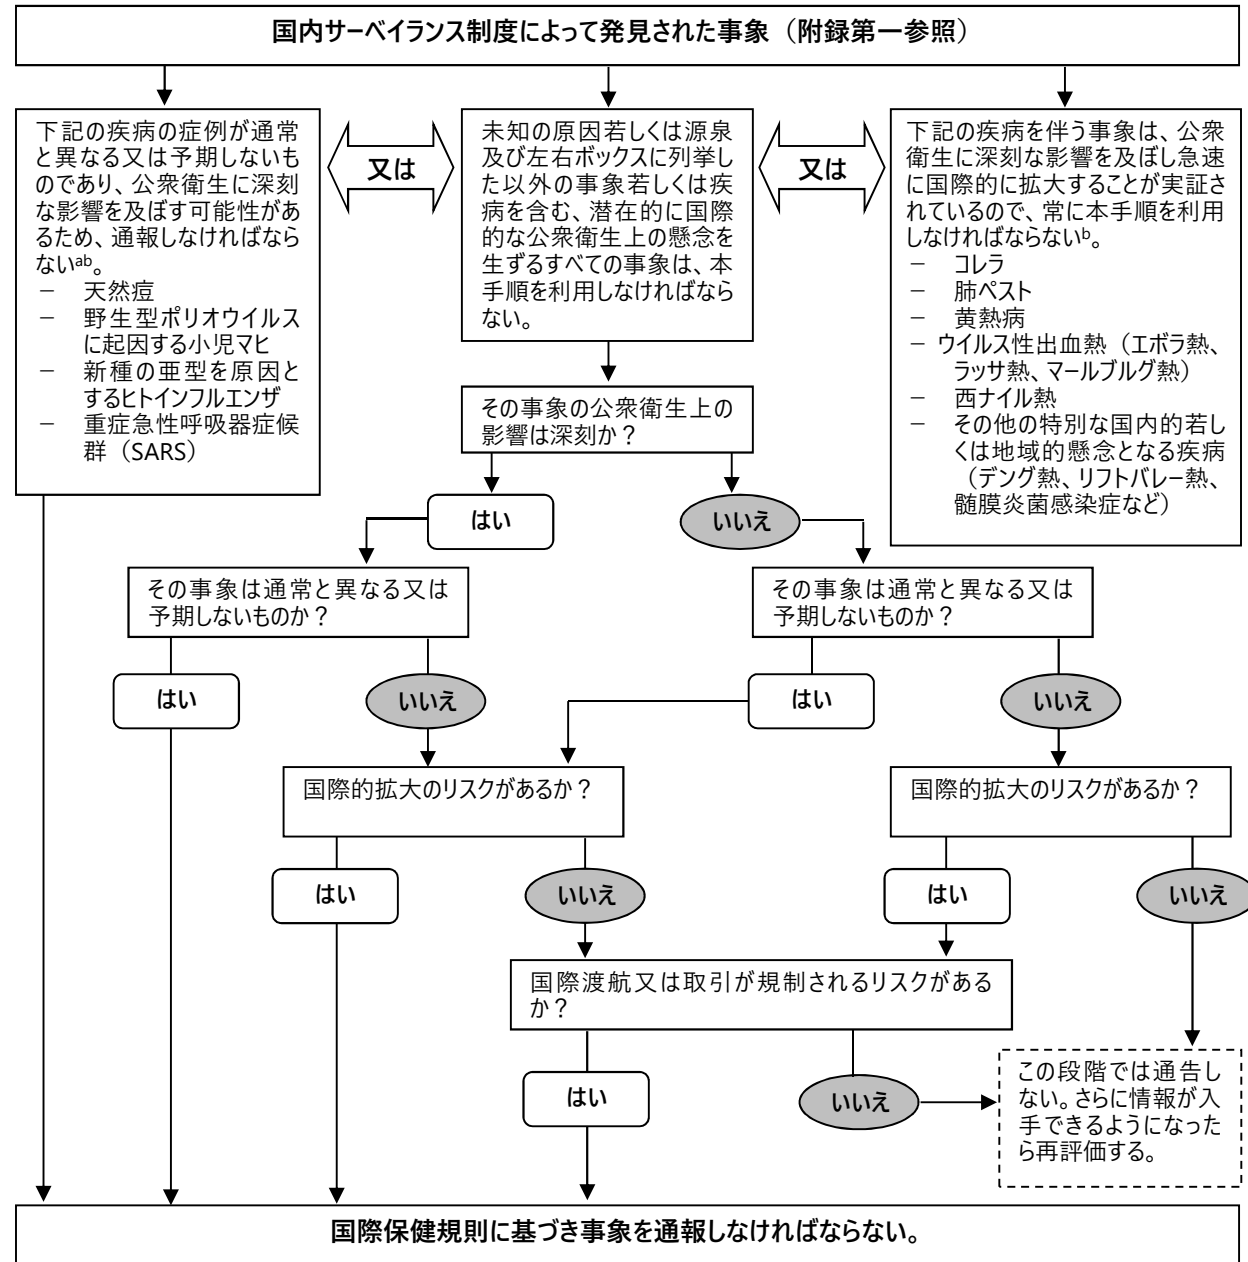 国内サーベイランス制度によって発見された事象（附録第一参照）
下記の疾病の症例が通常
と異なる又は予期しないも
のであり、公衆衛生に深刻
な影響を及ぼす可能性があ
るため、通報しなければなら
ないab。
－ 天然痘
－ 野生型ポリオウイルス
に起因する小児マヒ
－ 新種の亜型を原因と
するヒトインフルエンザ
－ 重症急性呼吸器症候
群（SARS）
又は
未知の原因若しくは源泉
及び左右ボックスに列挙し
た以外の事象若しくは疾
病を含む、潜在的に国際
的な公衆衛生上の懸念を
生ずるすべての事象は、本
手順を利用しなければなら
ない。
又は
下記の疾病を伴う事象は、公衆
衛生に深刻な影響を及ぼし急速
に国際的に拡大することが実証さ
れているので、常に本手順を利用
しなければならないb。
－ コレラ
－ 肺ペスト
－ 黄熱病
－ ウイルス性出血熱（エボラ熱、
ラッサ熱、マールブルグ熱）
－ 西ナイル熱
－ その他の特別な国内的若し
くは地域的懸念となる疾病
（デング熱、リフトバレー熱、
髄膜炎菌感染症など）
その事象の公衆衛生上の
影響は深刻か？
はい
いいえ
その事象は通常と異なる又は
予期しないものか？
その事象は通常と異なる又は
予期しないものか？
はい
いいえ
はい
いいえ
国際的拡大のリスクがあるか？
国際的拡大のリスクがあるか？
はい
いいえ
はい
いいえ
国際渡航又は取引が規制されるリスクがある
か？
はい
いいえ
この段階では通告し
ない。さらに情報が入
手できるようになった
ら再評価する。
国際保健規則に基づき事象を通報しなければならない。